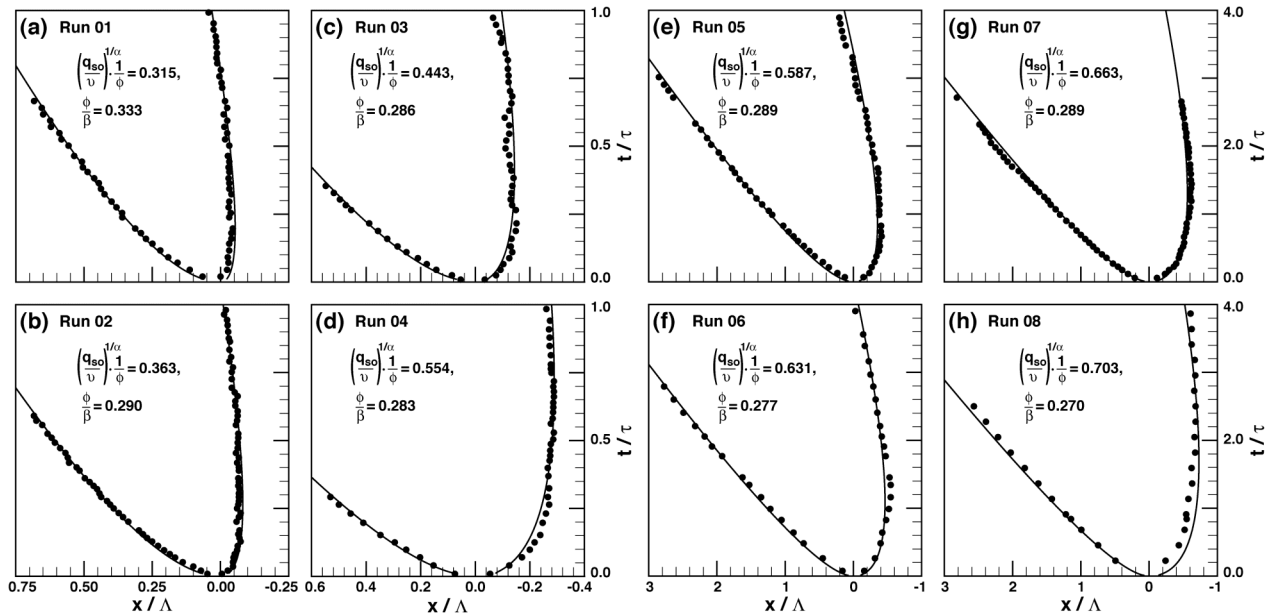 (a) Run 01
(q_so/υ)^1/α · 1/ϕ = 0.315,
ϕ/β = 0.333
(c) Run 03
(q_so/υ)^1/α · 1/ϕ = 0.443,
ϕ/β = 0.286
1.0
0.5
0.0
t / τ
(e) Run 05
(q_so/υ)^1/α · 1/ϕ = 0.587,
ϕ/β = 0.289
(g) Run 07
(q_so/υ)^1/α · 1/ϕ = 0.663,
ϕ/β = 0.289
4.0
2.0
0.0
t / τ
(b) Run 02
(q_so/υ)^1/α · 1/ϕ = 0.363,
ϕ/β = 0.290
0.75 0.50 0.25 0.00 -0.25
x / Λ
(d) Run 04
(q_so/υ)^1/α · 1/ϕ = 0.554,
ϕ/β = 0.283
1.0
0.5
0.0
t / τ
0.6 0.4 0.2 0.0 -0.2 -0.4
x / Λ
(f) Run 06
(q_so/υ)^1/α · 1/ϕ = 0.631,
ϕ/β = 0.277
3 2 1 0 -1
x / Λ
(h) Run 08
(q_so/υ)^1/α · 1/ϕ = 0.703,
ϕ/β = 0.270
4.0
2.0
0.0
t / τ
3 2 1 0 -1
x / Λ